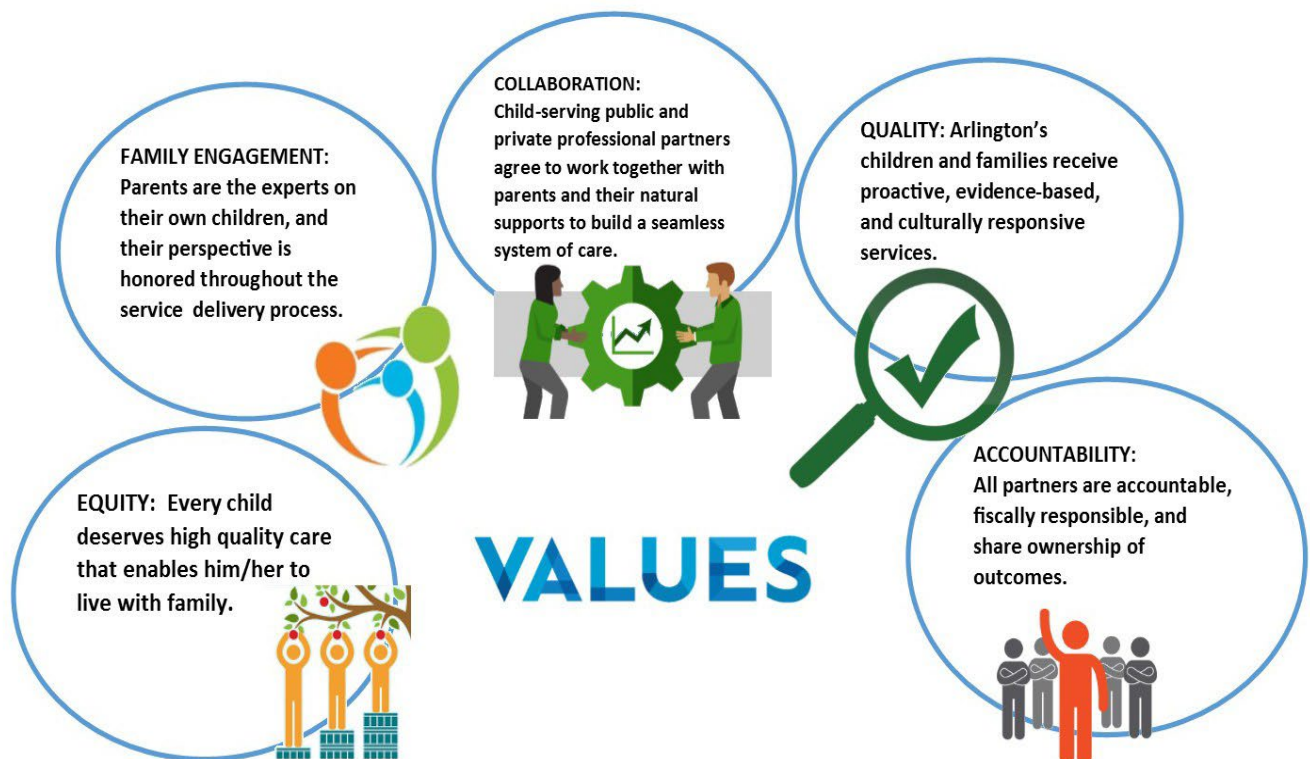 EQUITY:  Every child
deserves high quality care
that enables him/her to
live with family.
FAMILY ENGAGEMENT:
Parents are the experts on
their own children, and
their perspective is
honored throughout the
service  delivery process.
COLLABORATION:
Child-serving public and
private professional partners
agree to work together with
parents and their natural
supports to build a seamless
system of care.
QUALITY: Arlington’s
children and families receive
proactive, evidence-based,
and culturally responsive
services.
ACCOUNTABILITY:
All partners are accountable,
fiscally responsible, and
share ownership of
outcomes.
VALUES